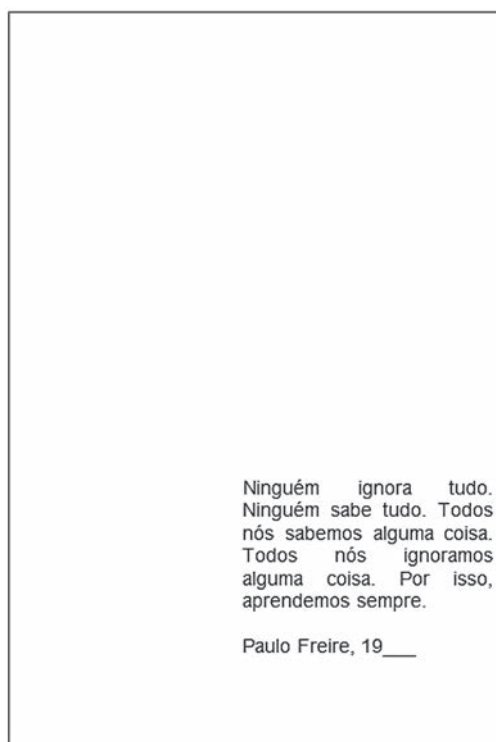 Ninguém ignora tudo.
Ninguém sabe tudo. Todos
nós sabemos alguma coisa.
Todos nós ignoramos
alguma coisa. Por isso,
aprendemos sempre.
Paulo Freire, 19___